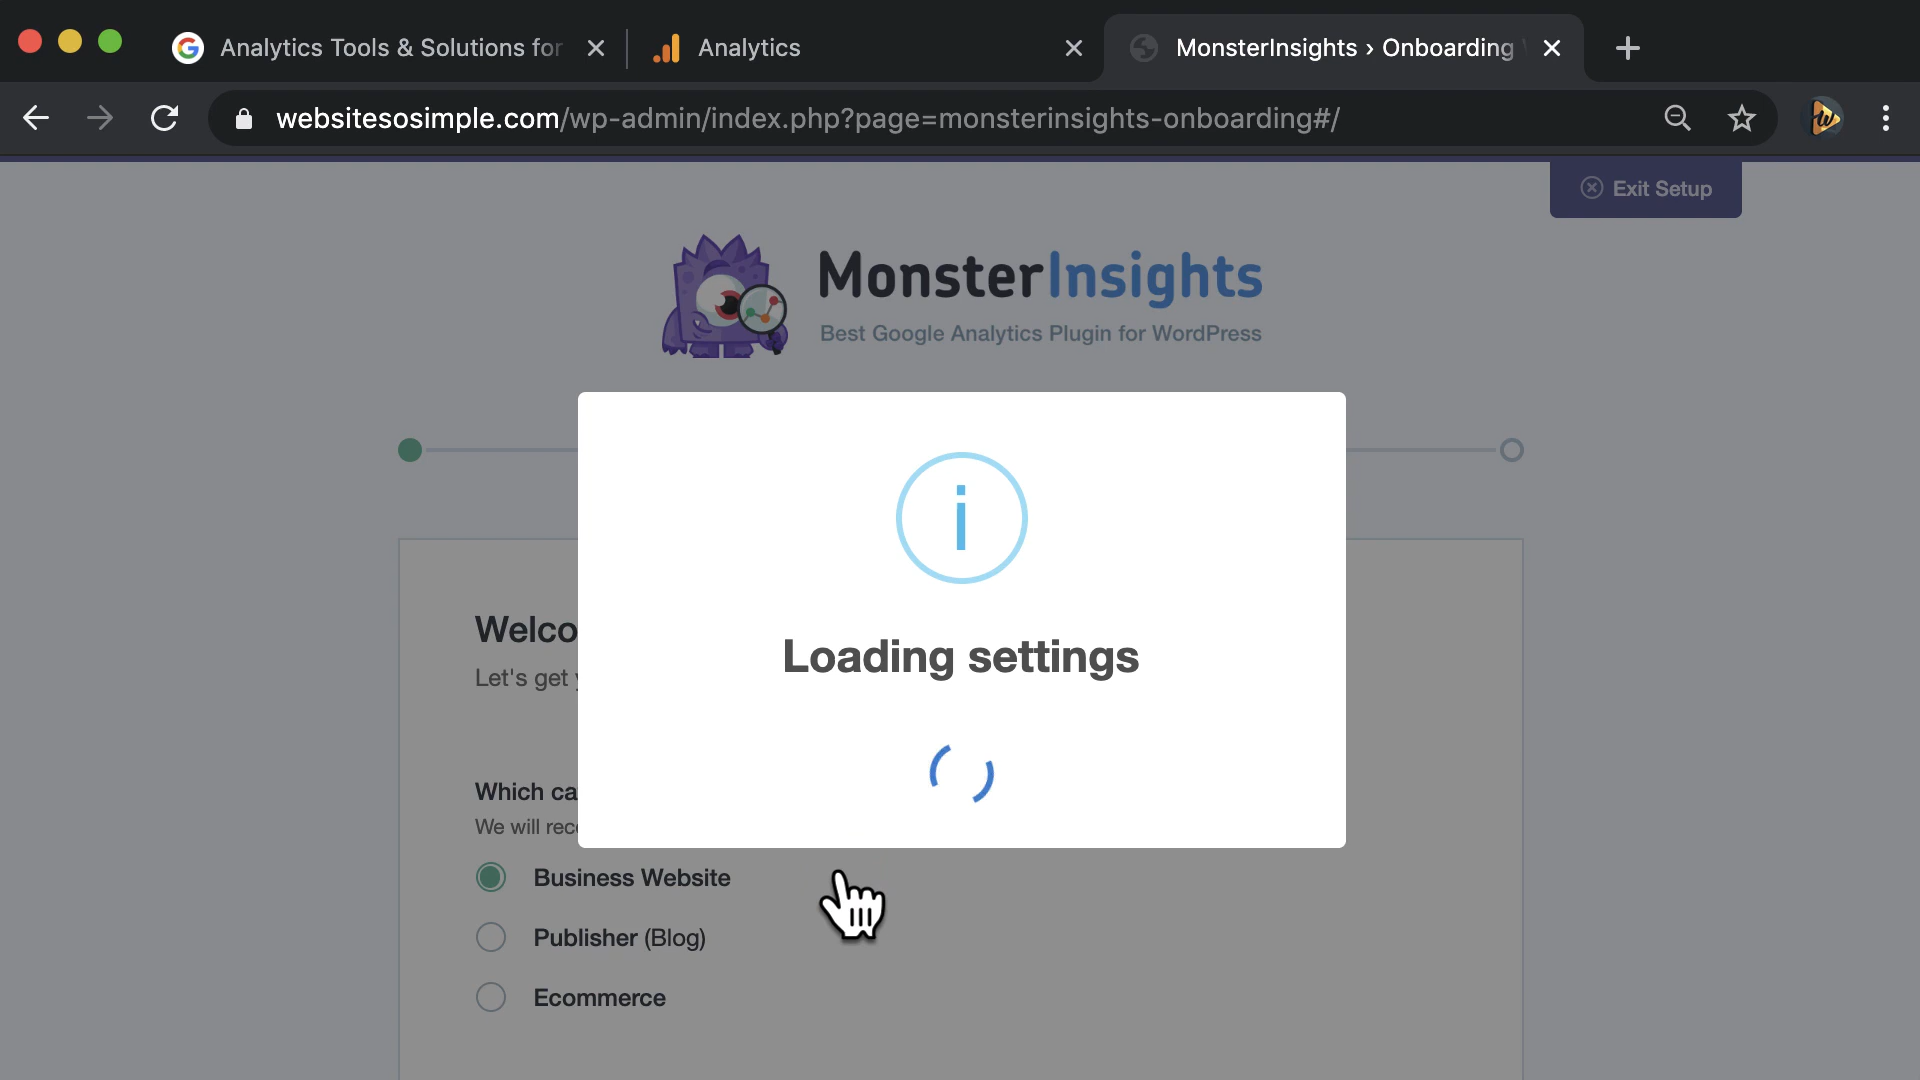 Analytics Tools & Solutions for
Analytics
MonsterInsights › Onboarding
websitesosimple.com/wp-admin/index.php?page=monsterinsights-onboarding#/
Exit Setup
MonsterInsights
Best Google Analytics Plugin for WordPress
i
Loading settings
Welco
Let's get
Which ca
We will rec
Business Website
Publisher (Blog)
Ecommerce